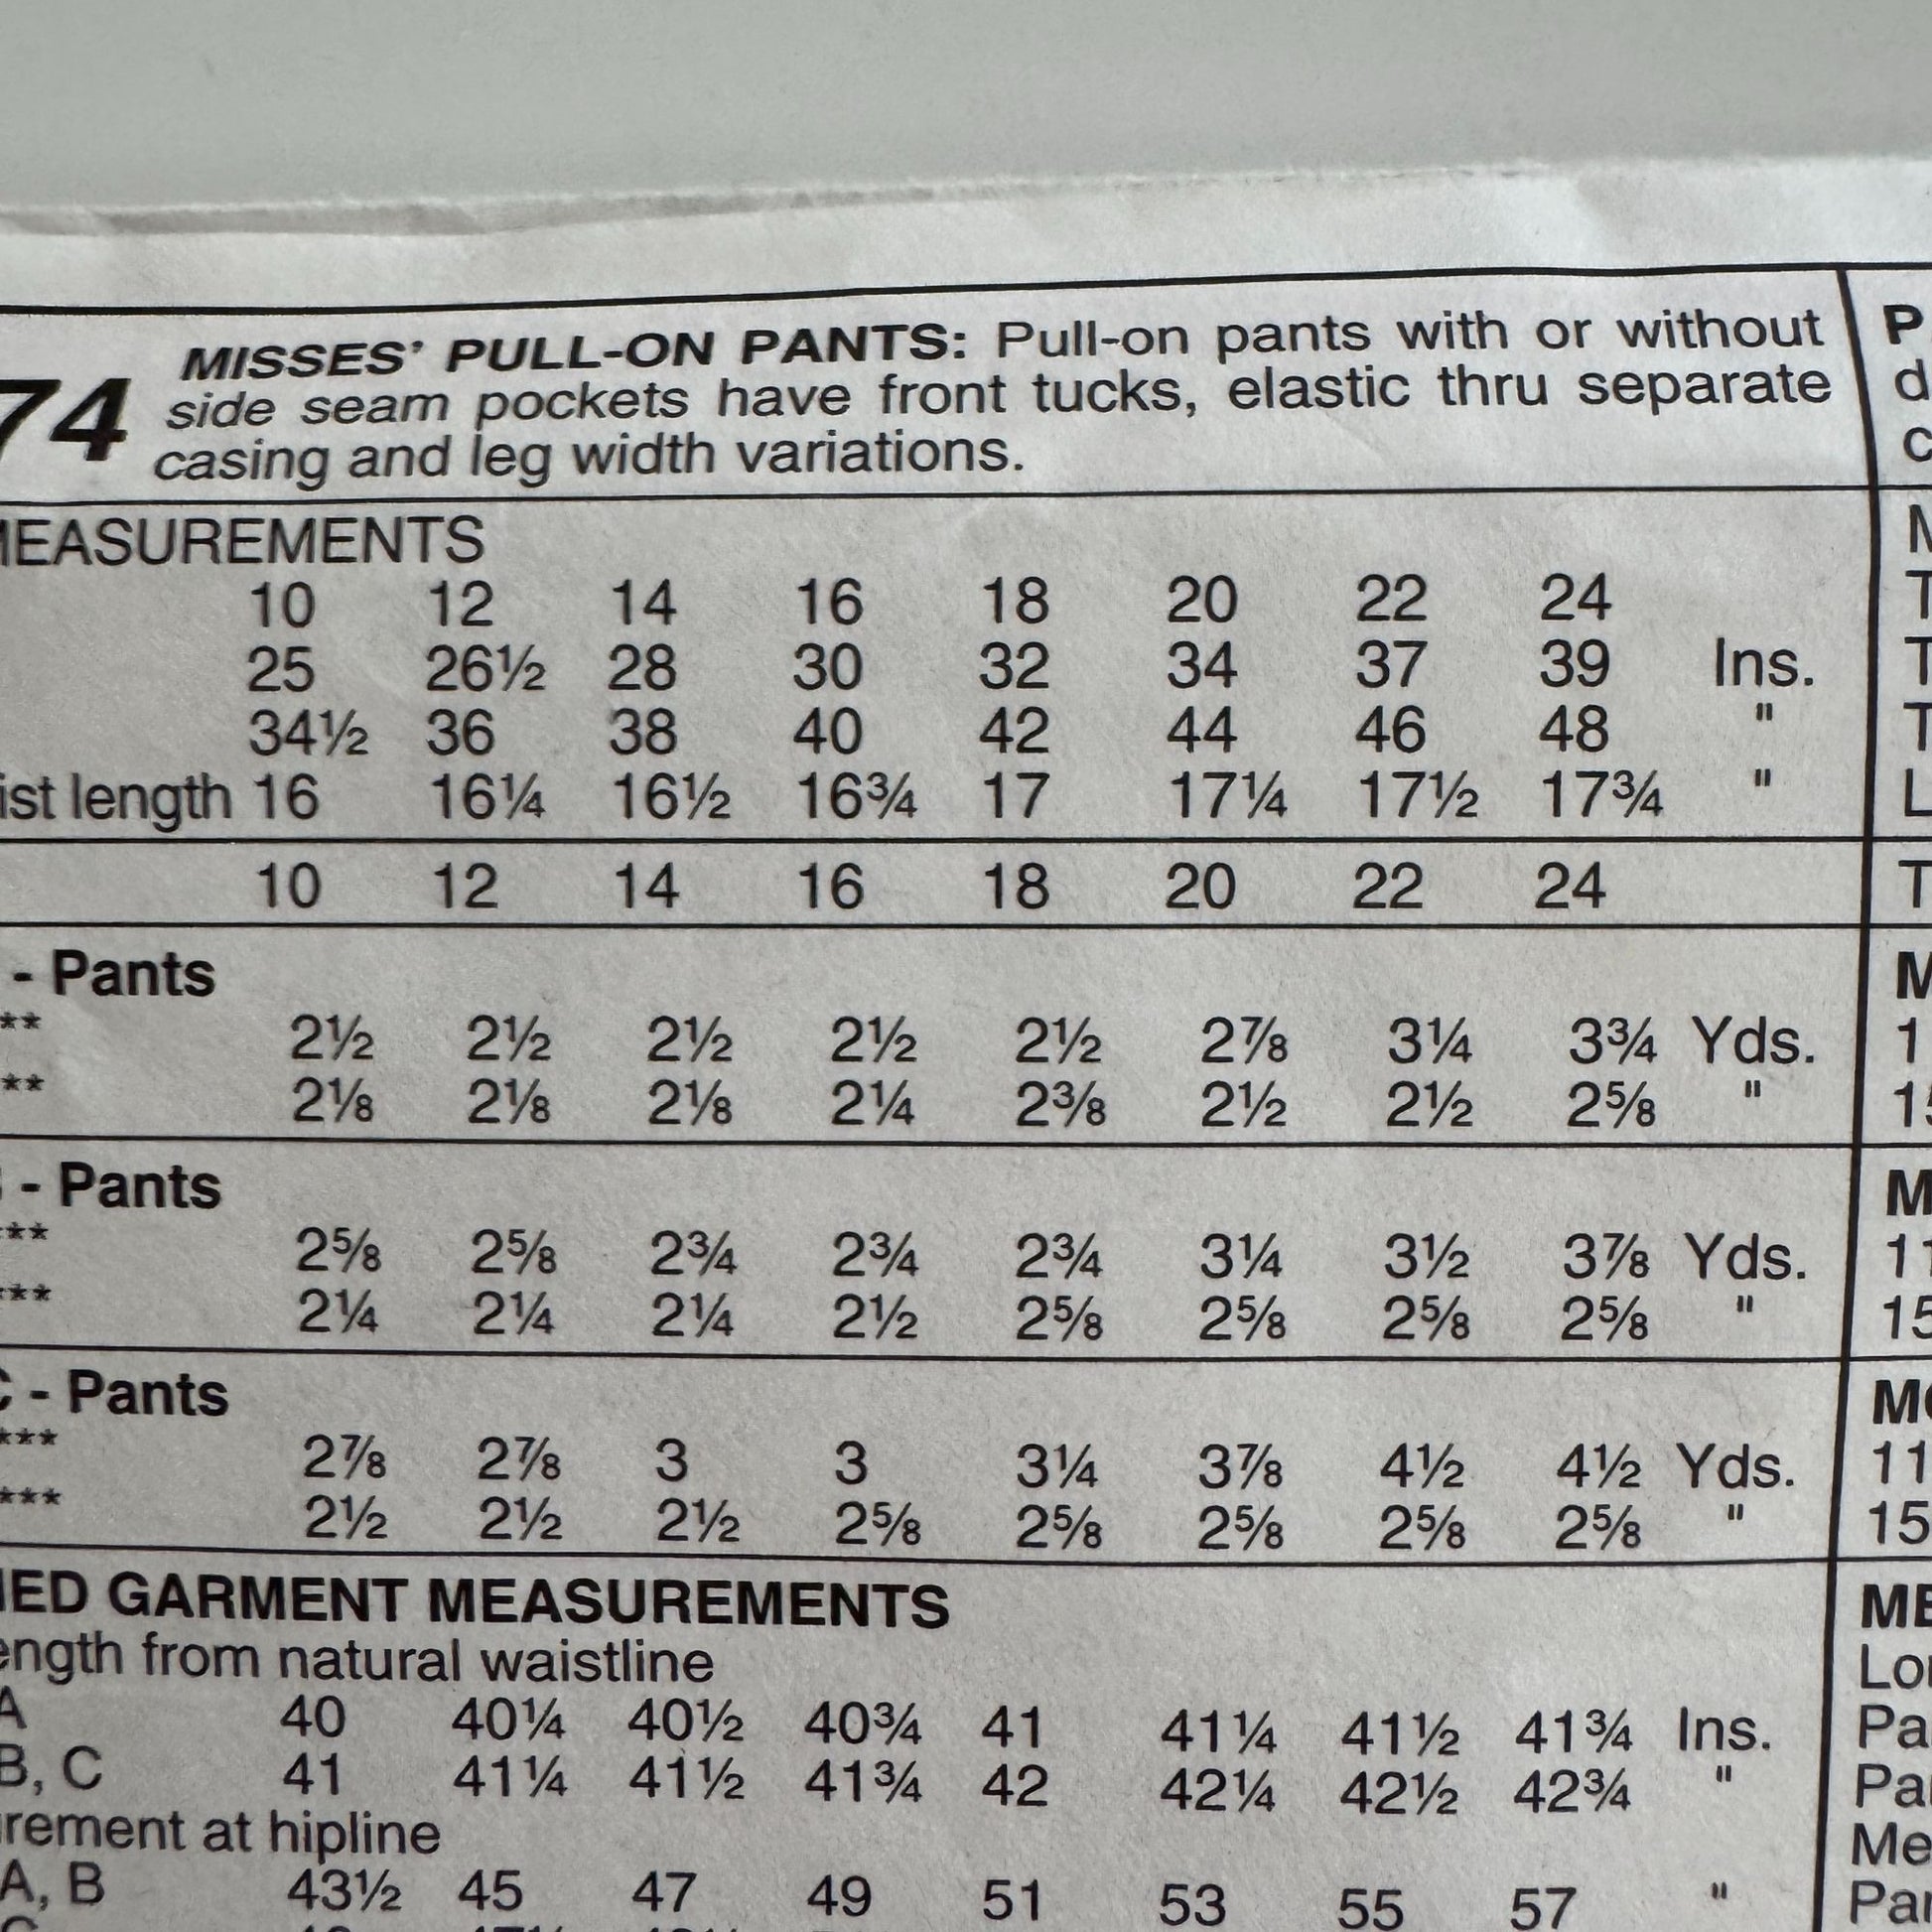 74 MISSES' PULL-ON PANTS: Pull-on pants with or without
side seam pockets have front tucks, elastic thru separate
casing and leg width variations.
MEASUREMENTS
10 12 14 16 18 20 22 24
25 26½ 28 30 32 34 37 39 Ins.
34½ 36 38 40 42 44 46 48 "
length 16 16¼ 16½ 16¾ 17 17¼ 17½ 17¾ "
10 12 14 16 18 20 22 24
- Pants
** 2½ 2½ 2½ 2½ 2½ 2⅞ 3¼ 3¾ Yds.
** 2⅛ 2⅛ 2⅛ 2¼ 2⅜ 2½ 2½ 2⅝ "
- Pants
*** 2⅝ 2⅝ 2¾ 2¾ 2¾ 3¼ 3½ 3⅞ Yds.
*** 2¼ 2¼ 2¼ 2½ 2⅝ 2⅝ 2⅝ 2⅝ "
C - Pants
*** 2⅞ 2⅞ 3 3 3¼ 3⅞ 4½ 4½ Yds.
*** 2½ 2½ 2½ 2⅝ 2⅝ 2⅝ 2⅝ 2⅝ "
GARMENT MEASUREMENTS
length from natural waistline
A 40 40¼ 40½ 40¾ 41 41¼ 41½ 41¾ Ins.
B, C 41 41¼ 41½ 41¾ 42 42¼ 42½ 42¾ "
at hipline
A, B 43½ 45 47 49 51 53 55 57 "